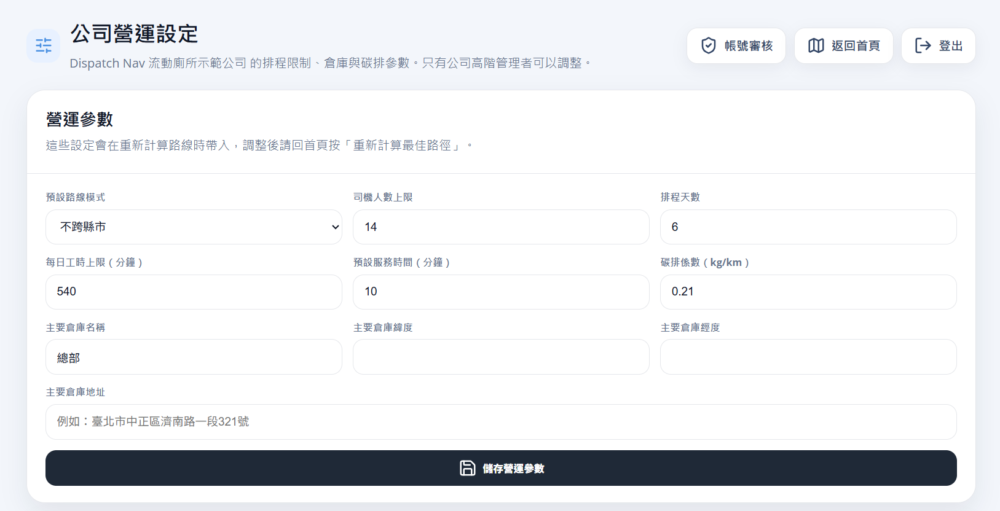 公司營運設定
Dispatch Nav 流動廁所示範公司 的排程限制、倉庫與碳排參數。只有公司高階管理者可以調整。
帳號審核
返回首頁
登出
營運參數
這些設定會在重新計算路線時帶入，調整後請回首頁按「重新計算最佳路徑」。
預設路線模式
司機人數上限
排程天數
不跨縣市
14
6
每日工時上限（分鐘）
預設服務時間（分鐘）
碳排係數（kg/km）
540
10
0.21
主要倉庫名稱
主要倉庫緯度
主要倉庫經度
總部
主要倉庫地址
例如：臺北市中正區濟南路一段321號
儲存營運參數